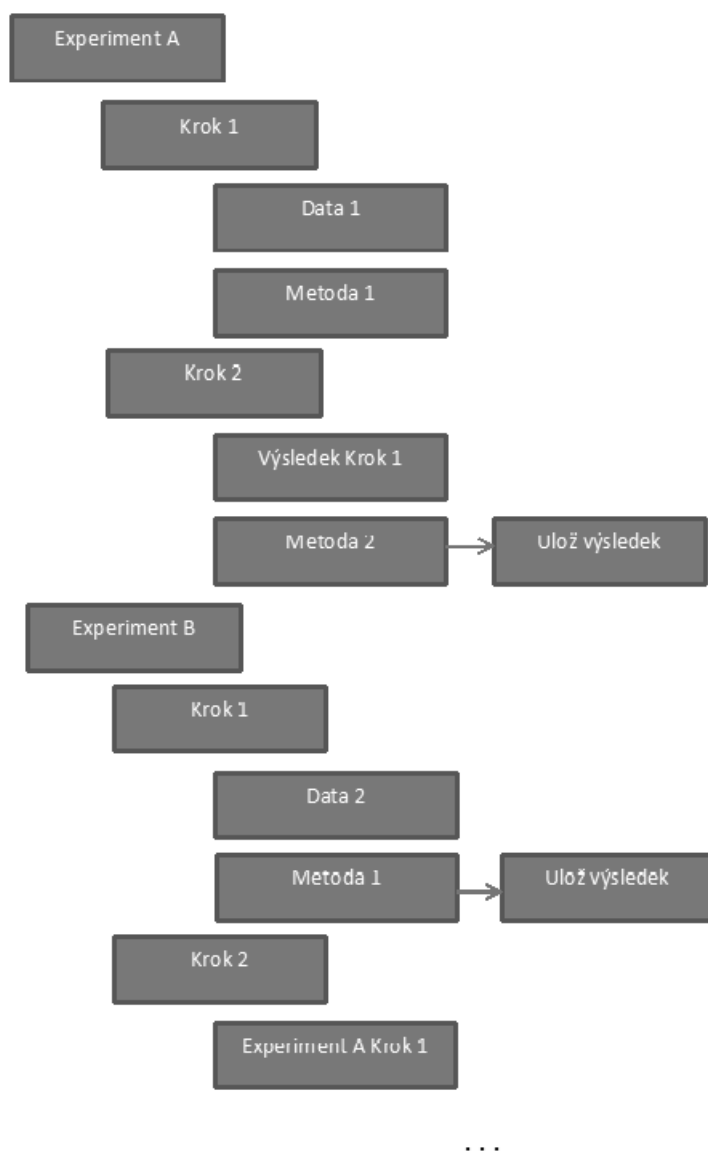 Experiment A
Krok 1
Data 1
Metoda 1
Krok 2
Výsledek Krok 1
Metoda 2
Ulož výsledek
Experiment B
Krok 1
Data 2
Metoda 1
Ulož výsledek
Krok 2
Experiment A Krok 1
...